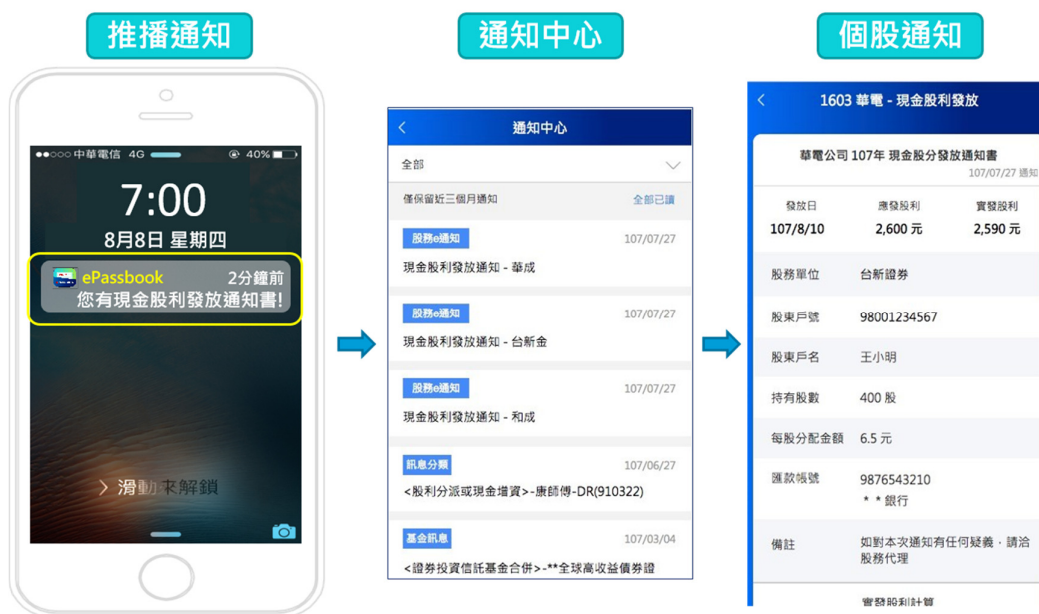 推播通知
通知中心
個股通知
中華電信 4G
40%
7:00
8月8日 星期四
ePassbook
2分鐘前
您有現金股利發放通知書!
> 滑動來解鎖
通知中心
全部
僅保留近三個月通知
全部已讀
股務e通知
107/07/27
現金股利發放通知 - 華成
股務e通知
107/07/27
現金股利發放通知 - 台新金
股務e通知
107/07/27
現金股利發放通知 - 和成
訊息分類
107/06/27
<股利分派或現金增資>-康師傅-DR(910322)
基金訊息
107/03/04
<證券投資信託基金合併>-**全球高收益債券證
1603 華電 - 現金股利發放
華電公司 107年 現金股分發放通知書
107/07/27 通知
發放日 應發股利 實發股利
107/8/10 2,600 元 2,590 元
股務單位 台新證券
股東戶號 98001234567
股東戶名 王小明
持有股數 400 股
每股分配金額 6.5 元
匯款帳號 9876543210
* * 銀行
備註 如對本次通知有任何疑義，請洽
股務代理
實發股利計算